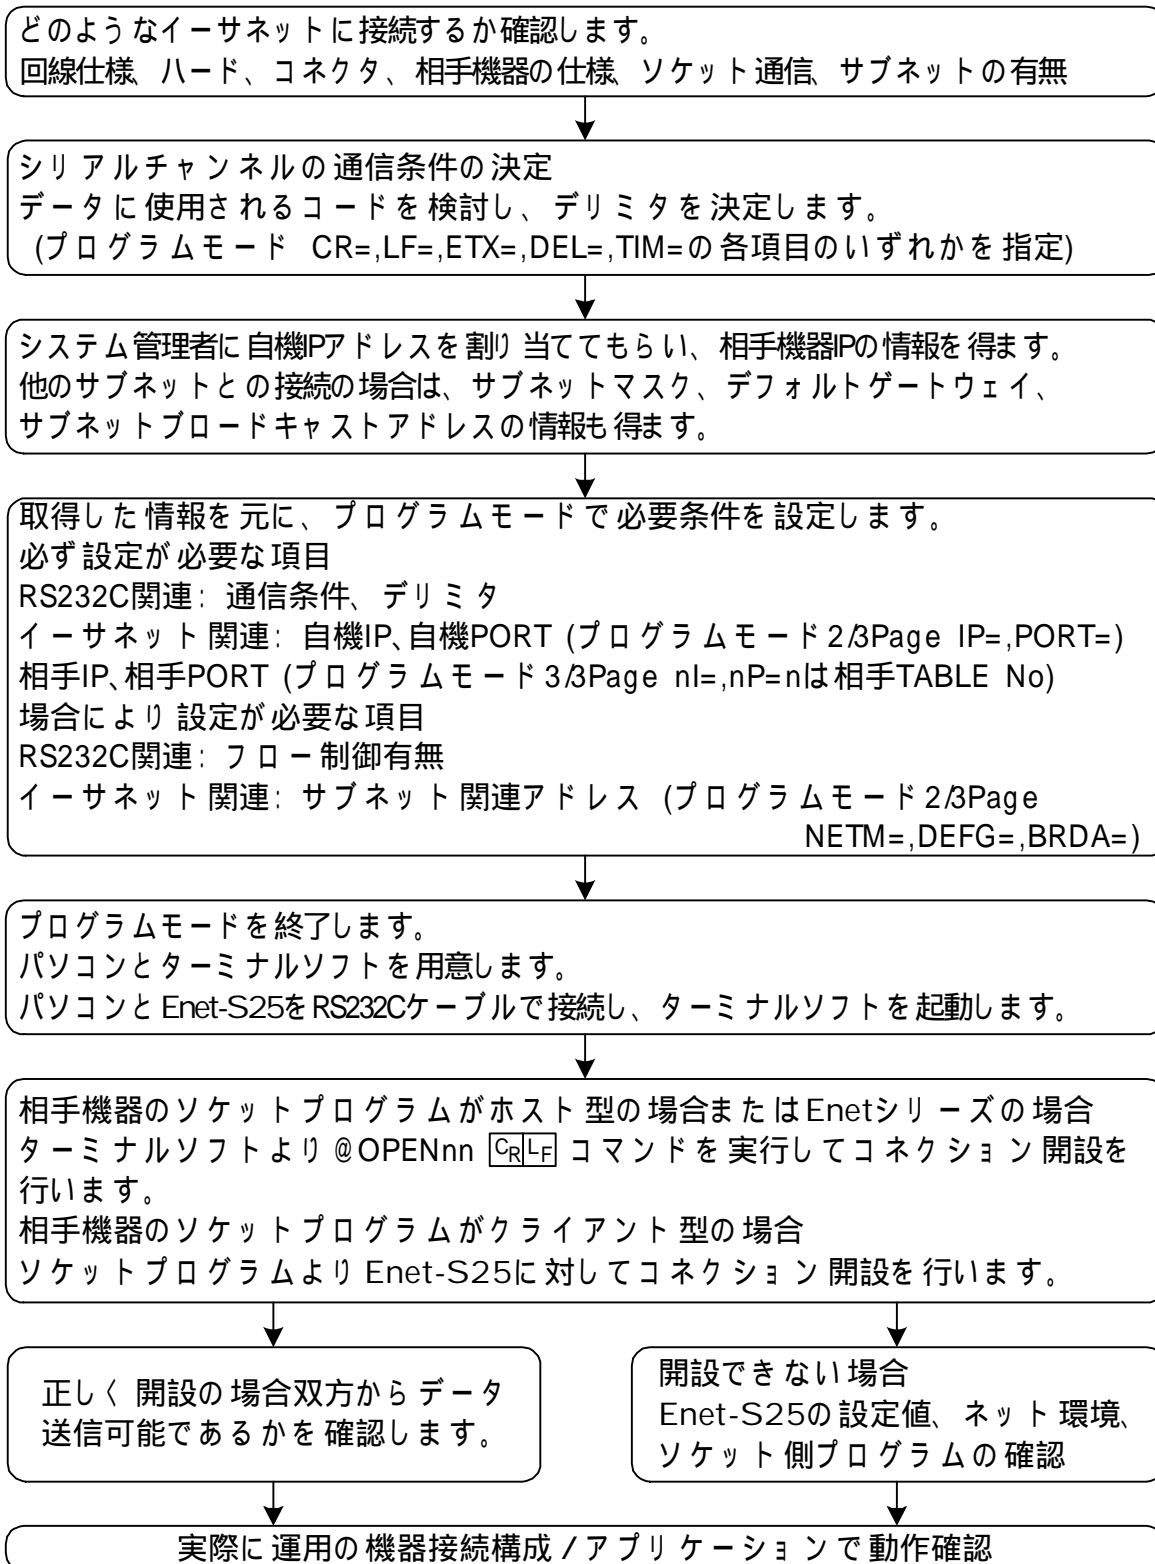 どのようなイーサネットに接続するか確認します。
回線仕様、ハード、コネクタ、相手機器の仕様、ソケット通信、サブネットの有無
シリアルチャンネルの通信条件の決定
データに使用されるコードを検討し、デリミタを決定します。
(プログラムモード CR=,LF=,ETX=,DEL=,TIM=の各項目のいずれかを指定)
システム管理者に自機IPアドレスを割り当ててもらい、相手機器IPの情報を得ます。
他のサブネットとの接続の場合は、サブネットマスク、デフォルトゲートウェイ、
サブネットブロードキャストアドレスの情報も得ます。
取得した情報を元に、プログラムモードで必要条件を設定します。
必ず設定が必要な項目
RS232C関連：通信条件、デリミタ
イーサネット関連：自機IP、自機PORT (プログラムモード2/3Page IP=,PORT=)
相手IP、相手PORT (プログラムモード3/3Page nI=,nP=nは相手TABLE No)
場合により設定が必要な項目
RS232C関連：フロー制御有無
イーサネット関連：サブネット関連アドレス (プログラムモード2/3Page
NETM=,DEFG=,BRDA=)
プログラムモードを終了します。
パソコンとターミナルソフトを用意します。
パソコンとEnet-S25をRS232Cケーブルで接続し、ターミナルソフトを起動します。
相手機器のソケットプログラムがホスト型の場合またはEnetシリーズの場合
ターミナルソフトより@OPENnn CRLF コマンドを実行してコネクション開設を
行います。
相手機器のソケットプログラムがクライアント型の場合
ソケットプログラムよりEnet-S25に対してコネクション開設を行います。
正しく開設の場合双方からデータ
送信可能であるかを確認します。
開設できない場合
Enet-S25の設定値、ネット環境、
ソケット側プログラムの確認
実際に運用の機器接続構成/アプリケーションで動作確認